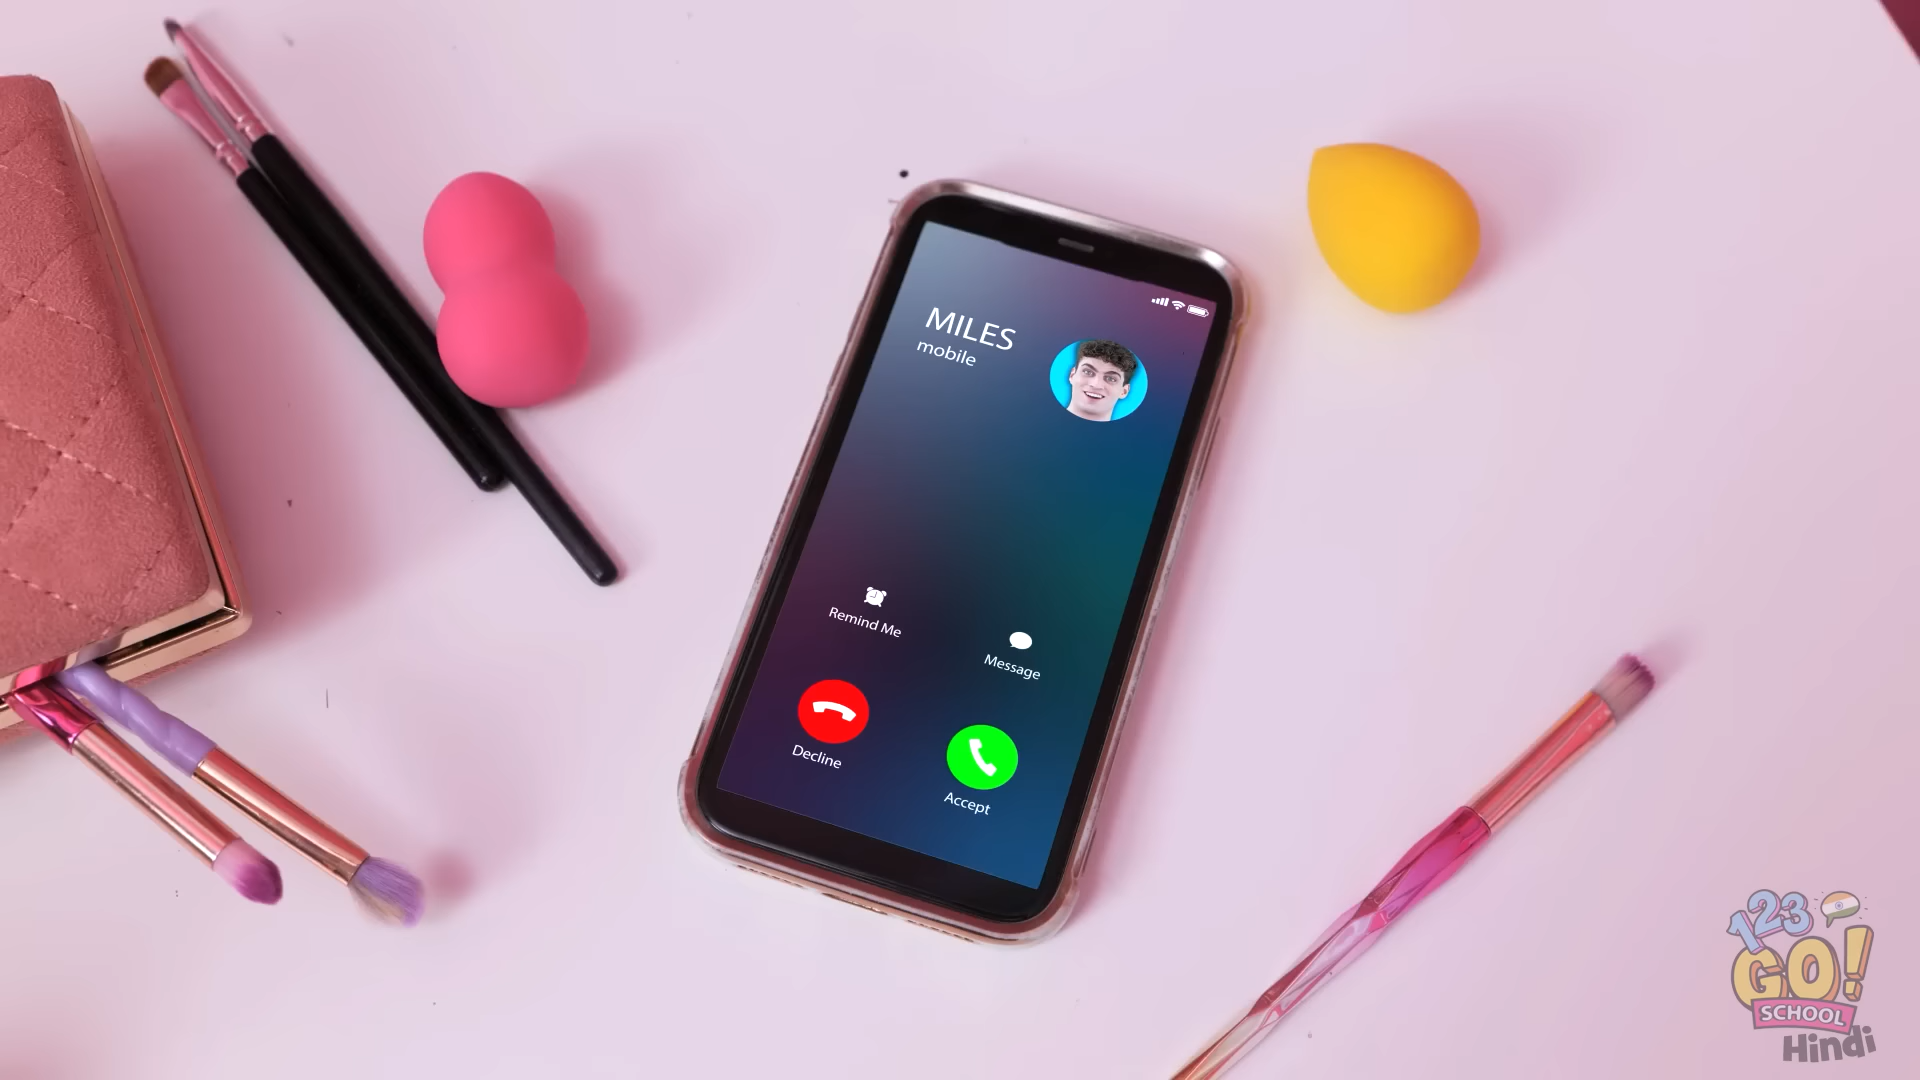 MILES
mobile
Remind Me
Message
Decline
Accept
123
GO!
SCHOOL
Hindi